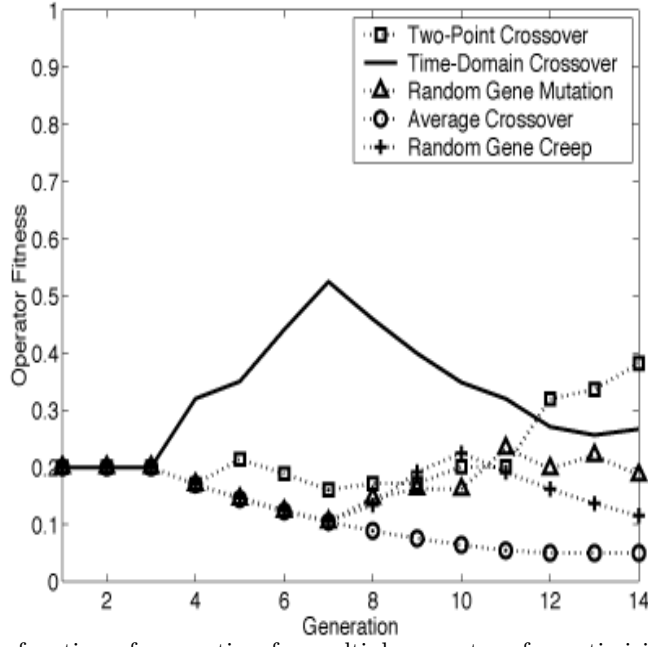 1
0.9
0.8
0.7
0.6
0.5
0.4
0.3
0.2
0.1
0
Operator Fitness
Two-Point Crossover
Time-Domain Crossover
Random Gene Mutation
Average Crossover
Random Gene Creep
2 4 6 8 10 12 14
Generation